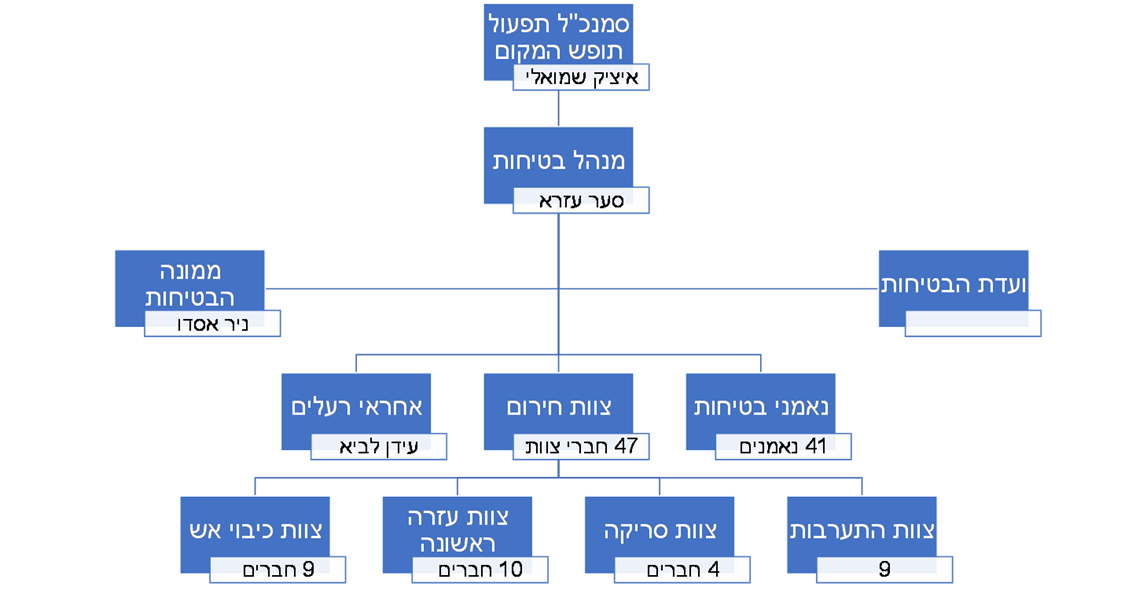 סמנכ"ל תפעול
תופש המקום
איציק שמואלי
מנהל בטיחות
סער עזרא
ועדת הבטיחות
ממונה
הבטיחות
ניר אסדו
נאמני בטיחות
41 נאמנים
צוות חירום
47 חברי צוות
אחראי רעלים
עידן לביא
צוות התערבות
9
צוות סריקה
4 חברים
צוות עזרה
ראשונה
10 חברים
צוות כיבוי אש
9 חברים